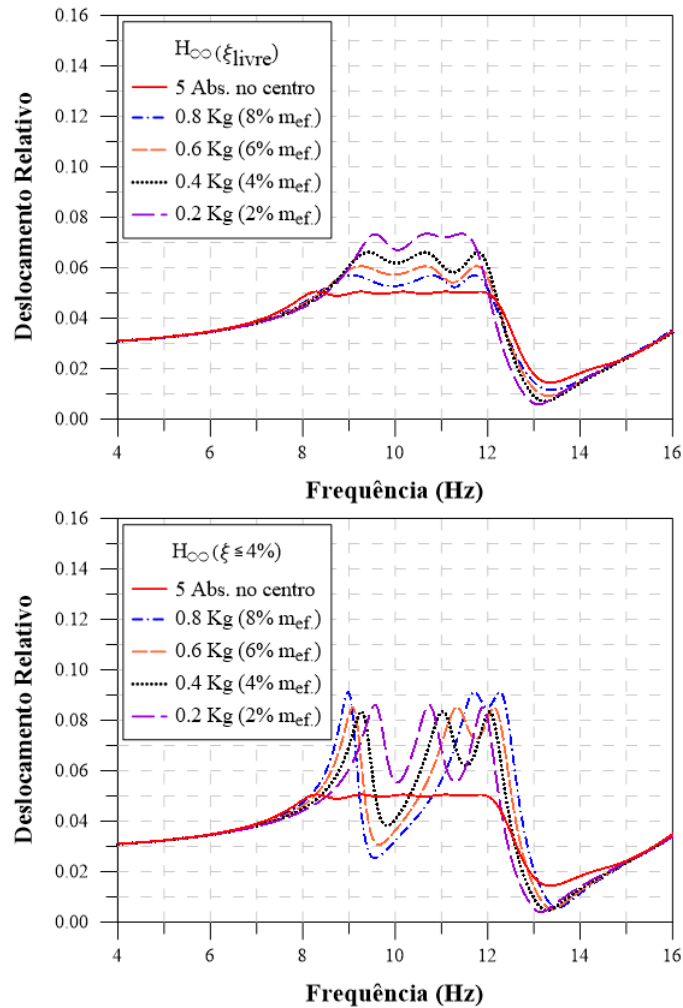 0.16
0.14
0.12
0.10
0.08
0.06
0.04
0.02
0.00
Deslocamento Relativo
H∞ (ξlivre)
5 Abs. no centro
0.8 Kg (8% mef.)
0.6 Kg (6% mef.)
0.4 Kg (4% mef.)
0.2 Kg (2% mef.)
4 6 8 10 12 14 16
Frequência (Hz)
0.16
0.14
0.12
0.10
0.08
0.06
0.04
0.02
0.00
Deslocamento Relativo
H∞ (ξ ≦ 4%)
5 Abs. no centro
0.8 Kg (8% mef.)
0.6 Kg (6% mef.)
0.4 Kg (4% mef.)
0.2 Kg (2% mef.)
4 6 8 10 12 14 16
Frequência (Hz)